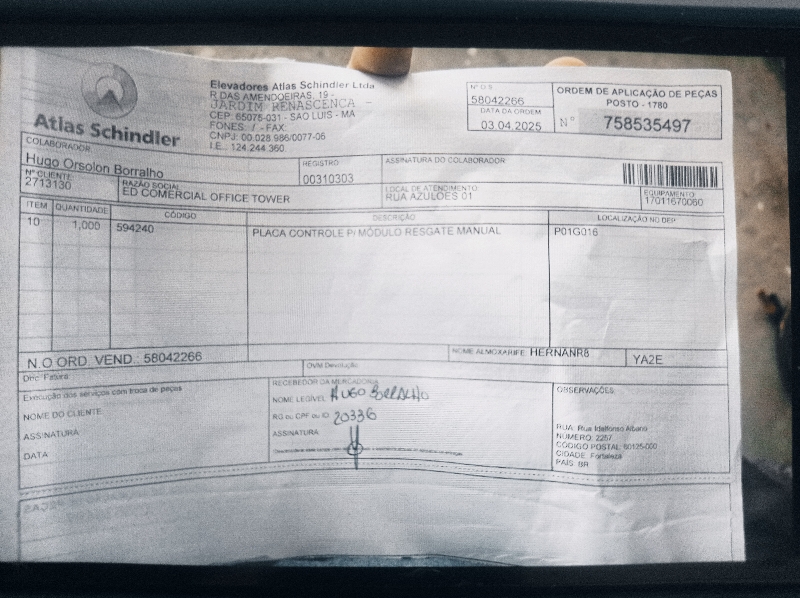 Atlas Schindler
Elevadores Atlas Schindler Ltda
R DAS AMENDOEIRAS, 19 -
JARDIM RENASCENCA -
CEP: 65075-031 - SAO LUIS - MA
FONES: / - FAX:
CNPJ: 00.028.986/0077-06
I.E.: 124.244.360
Nº O.S.
58042266
DATA DA ORDEM
03.04.2025
ORDEM DE APLICAÇÃO DE PEÇAS
POSTO - 1780
Nº 758535497
COLABORADOR
Hugo Orsolon Borralho
REGISTRO
00310303
ASSINATURA DO COLABORADOR
Nº CLIENTE
2713130
RAZÃO SOCIAL
ED COMERCIAL OFFICE TOWER
LOCAL DE ATENDIMENTO
RUA AZULOES 01
EQUIPAMENTO
17011670060
ITEM QUANTIDADE CÓDIGO DESCRIÇÃO LOCALIZAÇÃO NO DEP
10 1,000 594240 PLACA CONTROLE P/ MÓDULO RESGATE MANUAL P01G016
N.O ORD. VEND.: 58042266
NOME ALMOXARIFE HERNANR8
YA2E
Doc. Fatura
OV/M Devolução
Execução dos serviços com troca de peças
NOME DO CLIENTE:
ASSINATURA:
DATA
RECEBEDOR DA MERCADORIA
NOME LEGÍVEL HUGO BORRALHO
RG ou CPF ou ID 20336
ASSINATURA:
OBSERVAÇÕES:
RUA: Rua Ildefonso Albano
NÚMERO: 2257
CÓDIGO POSTAL: 60125-000
CIDADE: Fortaleza
PAÍS: BR